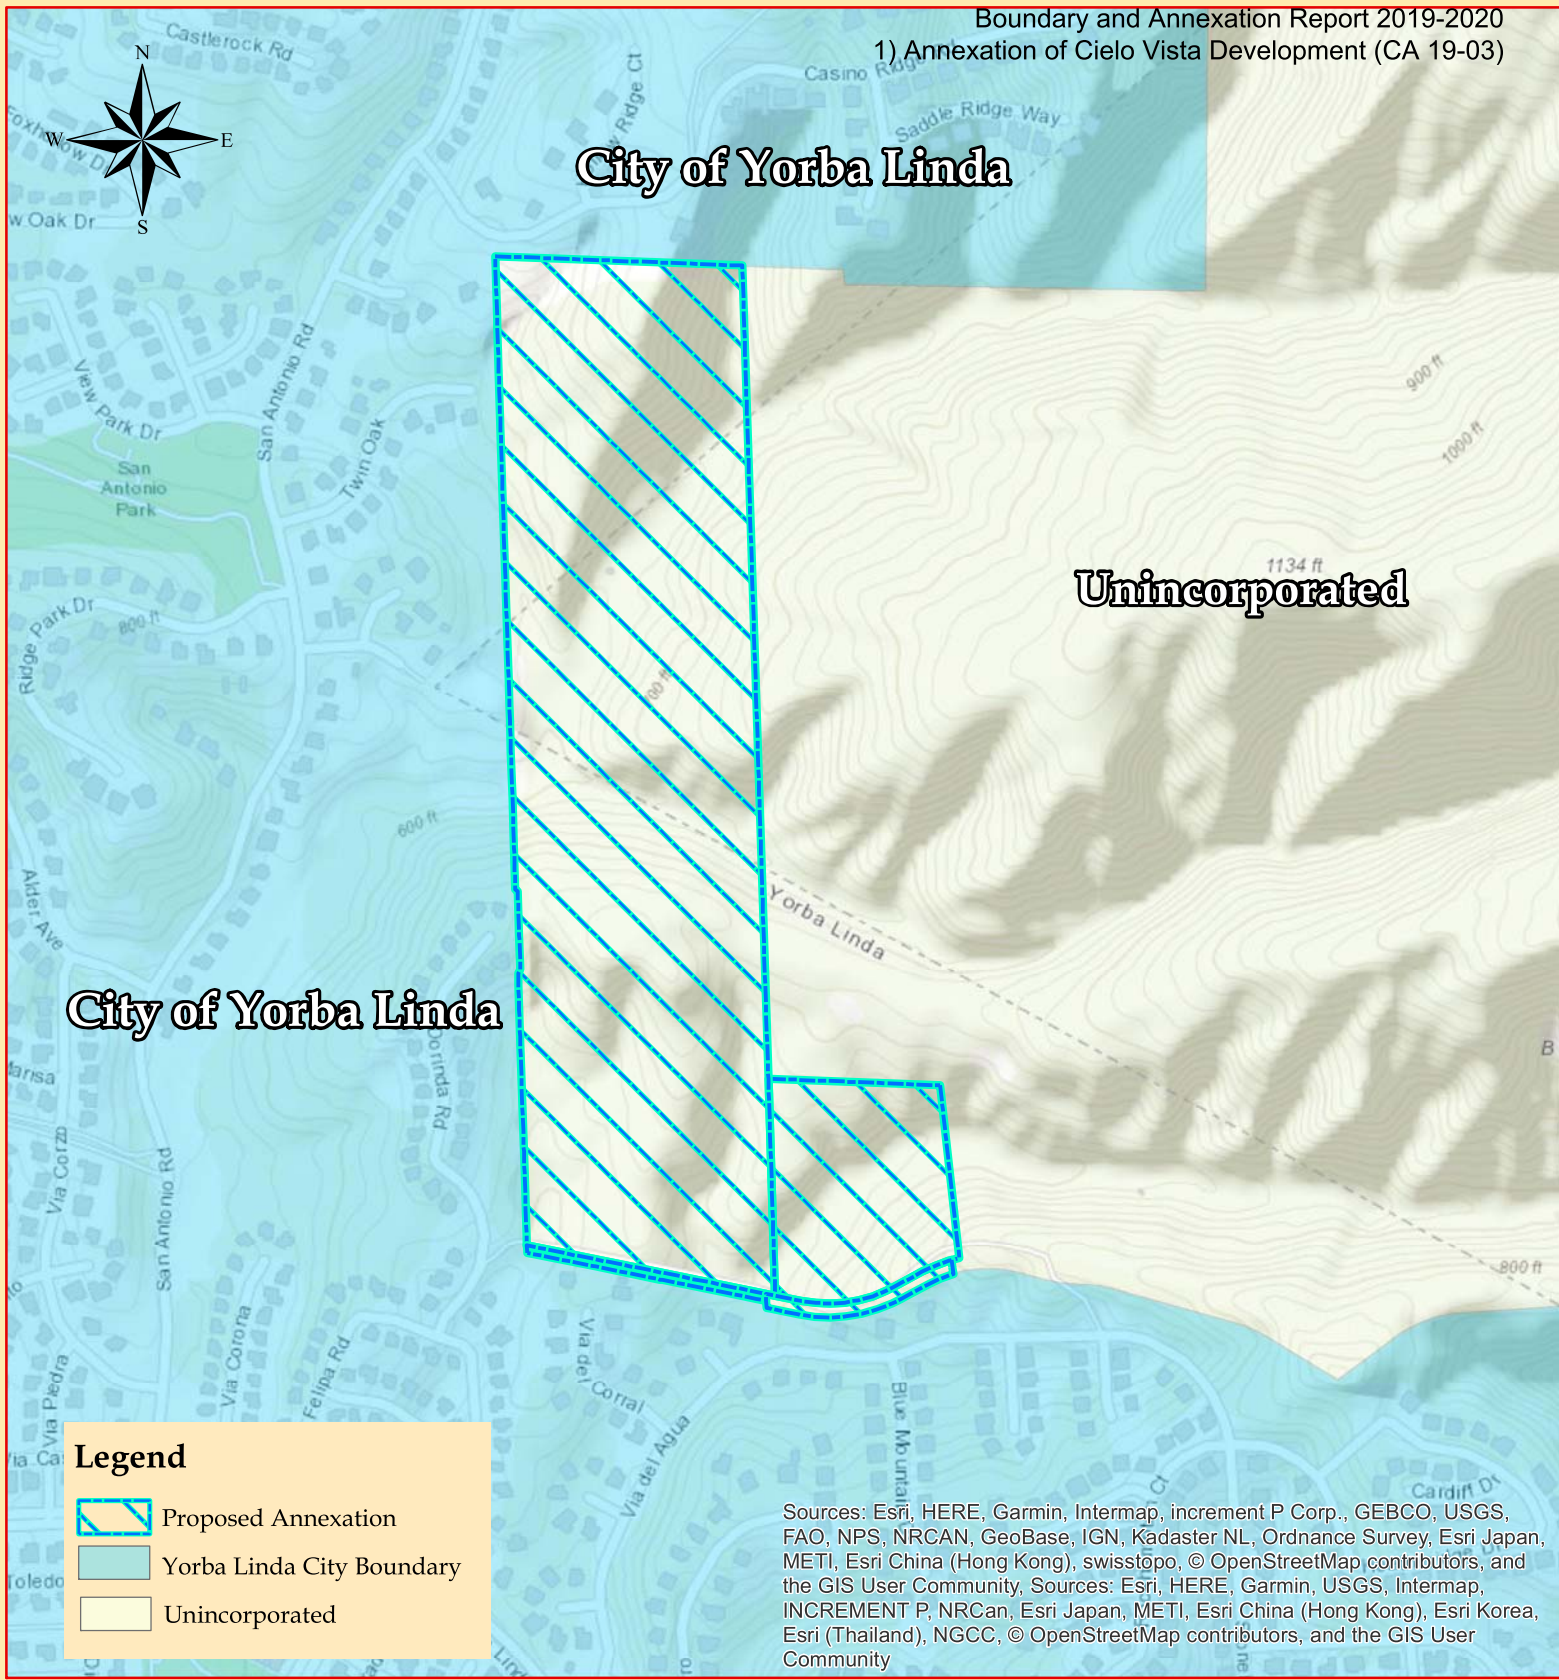 Boundary and Annexation Report 2019-2020
1) Annexation of Cielo Vista Development (CA 19-03)
N
W
E
S
Castlerock Rd
Casino Ridge
Saddle Ridge Way
Ridge Ct
City of Yorba Linda
Oak Dr
View Park Dr
San Antonio Rd
Twin Oak
San
Antonio
Park
900 ft
1000 ft
1134 ft
Unincorporated
Ridge Park Dr
800 ft
600 ft
Alder Ave
Yorba Linda
City of Yorba Linda
Dorinda Rd
B
Via Corzo
San Antonio Rd
800 ft
Via Piedra
Via Corona
Felipa Rd
Via del Corral
Via del Agua
Blue Mountain
Cardiff Dr
Ct
Toledo
Legend
Proposed Annexation
Yorba Linda City Boundary
Unincorporated
Sources: Esri, HERE, Garmin, Intermap, increment P Corp., GEBCO, USGS,
FAO, NPS, NRCAN, GeoBase, IGN, Kadaster NL, Ordnance Survey, Esri Japan,
METI, Esri China (Hong Kong), swisstopo, © OpenStreetMap contributors, and
the GIS User Community, Sources: Esri, HERE, Garmin, USGS, Intermap,
INCREMENT P, NRCan, Esri Japan, METI, Esri China (Hong Kong), Esri Korea,
Esri (Thailand), NGCC, © OpenStreetMap contributors, and the GIS User
Community